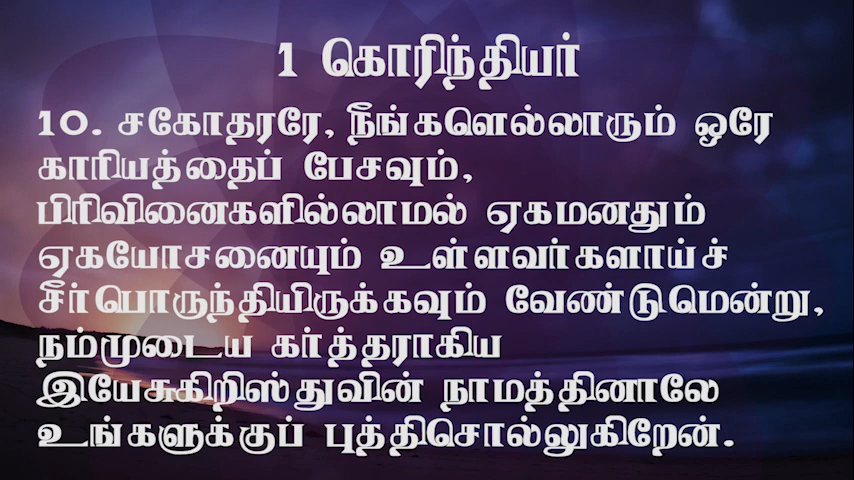 1 கொரிந்தியர்
10. சகோதரரே, நீங்களெல்லாரும் ஒரே
காரியத்தைப் பேசவும்,
பிரிவினைகளில்லாமல் ஏகமனதும்
ஏகயோசனையும் உள்ளவர்களாய்ச்
சீர்பொருந்தியிருக்கவும் வேண்டுமென்று,
நம்முடைய கர்த்தராகிய
இயேசுகிறிஸ்துவின் நாமத்தினாலே
உங்களுக்குப் புத்திசொல்லுகிறேன்.